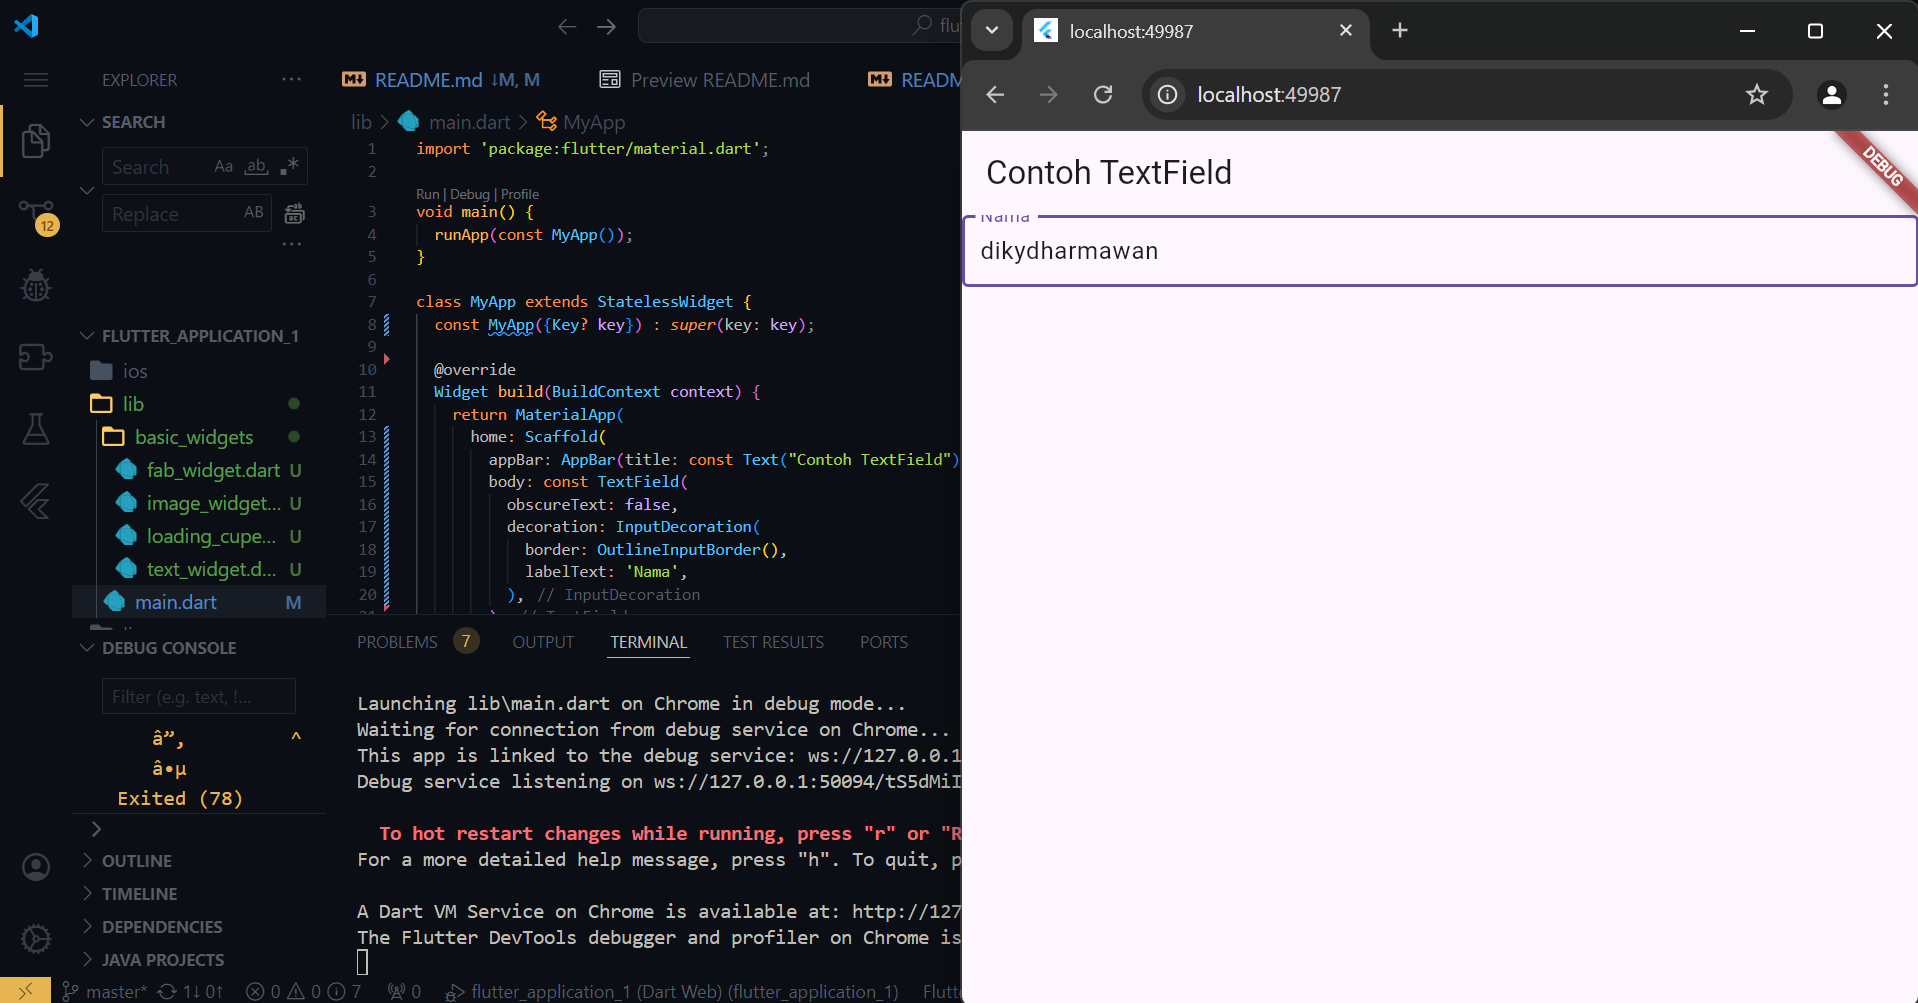 flu
EXPLORER
SEARCH
Search
Aa
ab
.*
Replace
AB
12
FLUTTER_APPLICATION_1
ios
lib
basic_widgets
fab_widget.dart U
image_widget... U
loading_cupe... U
text_widget.d... U
main.dart M
DEBUG CONSOLE
Filter (e.g. text, !...
â”‚ ^
â•µ
Exited (78)
OUTLINE
TIMELINE
DEPENDENCIES
JAVA PROJECTS
README.md ↓M, M
Preview README.md
READM
lib > main.dart > MyApp
1 import 'package:flutter/material.dart';
2
Run | Debug | Profile
3 void main() {
4 runApp(const MyApp());
5 }
6
7 class MyApp extends StatelessWidget {
8 const MyApp({Key? key}) : super(key: key);
9
10 @override
11 Widget build(BuildContext context) {
12 return MaterialApp(
13 home: Scaffold(
14 appBar: AppBar(title: const Text("Contoh TextField")
15 body: const TextField(
16 obscureText: false,
17 decoration: InputDecoration(
18 border: OutlineInputBorder(),
19 labelText: 'Nama',
20 ), // InputDecoration
PROBLEMS 7 OUTPUT TERMINAL TEST RESULTS PORTS
Launching lib\main.dart on Chrome in debug mode...
Waiting for connection from debug service on Chrome...
This app is linked to the debug service: ws://127.0.0.1
Debug service listening on ws://127.0.0.1:50094/tS5dMiI
To hot restart changes while running, press "r" or "R
For a more detailed help message, press "h". To quit, p
A Dart VM Service on Chrome is available at: http://127
The Flutter DevTools debugger and profiler on Chrome is
master* 1↓ 0↑ 0 0 7 0 flutter_application_1 (Dart Web) (flutter_application_1) Flutt
localhost:49987
localhost:49987
Contoh TextField
DEBUG
Nama
dikydharmawan